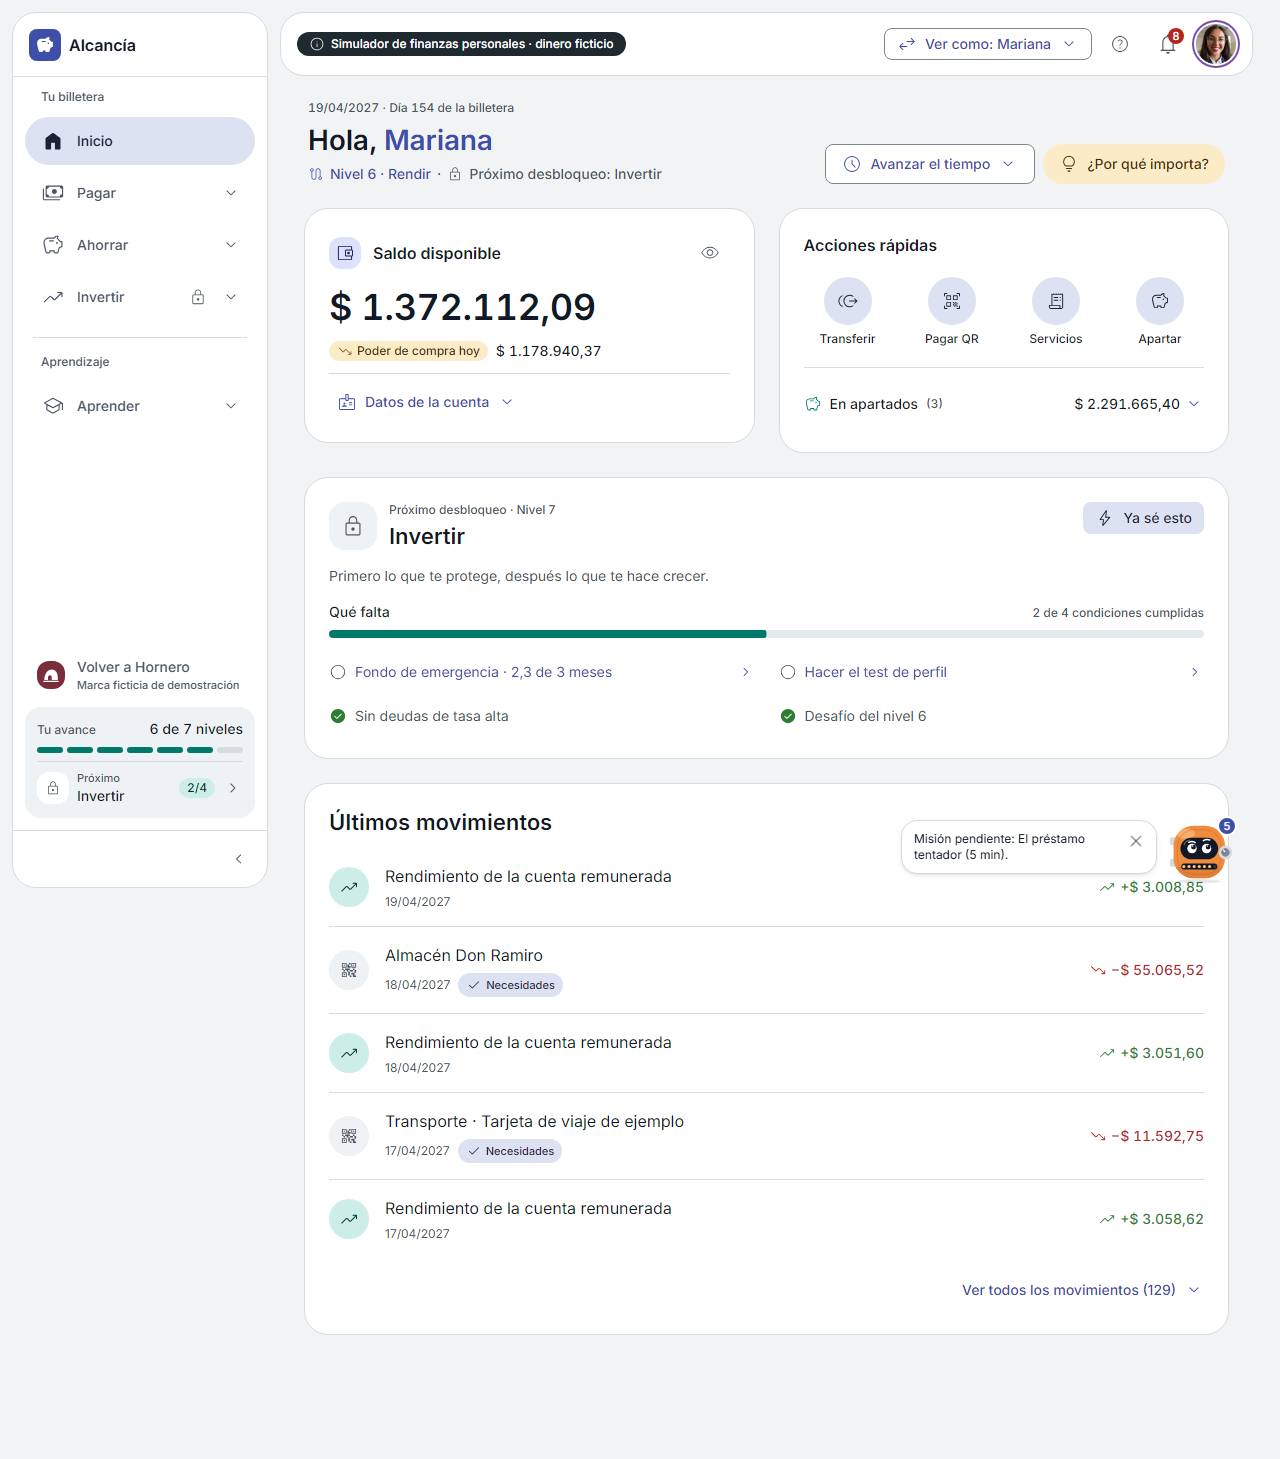 Alcancía
Tu billetera
Inicio
Pagar
Ahorrar
Invertir
Aprendizaje
Aprender
Volver a Hornero
Marca ficticia de demostración
Tu avance
6 de 7 niveles
Próximo
Invertir
2/4
Simulador de finanzas personales · dinero ficticio
Ver como: Mariana
8
19/04/2027 · Día 154 de la billetera
Hola, Mariana
Nivel 6 · Rendir · Próximo desbloqueo: Invertir
Avanzar el tiempo
¿Por qué importa?
Saldo disponible
$ 1.372.112,09
Poder de compra hoy $ 1.178.940,37
Datos de la cuenta
Acciones rápidas
Transferir
Pagar QR
Servicios
Apartar
En apartados (3)
$ 2.291.665,40
Próximo desbloqueo · Nivel 7
Invertir
Ya sé esto
Primero lo que te protege, después lo que te hace crecer.
Qué falta
2 de 4 condiciones cumplidas
Fondo de emergencia · 2,3 de 3 meses
Hacer el test de perfil
Sin deudas de tasa alta
Desafío del nivel 6
Últimos movimientos
Misión pendiente: El préstamo
tentador (5 min).
5
Rendimiento de la cuenta remunerada
19/04/2027
+$ 3.008,85
Almacén Don Ramiro
18/04/2027
Necesidades
−$ 55.065,52
Rendimiento de la cuenta remunerada
18/04/2027
+$ 3.051,60
Transporte · Tarjeta de viaje de ejemplo
17/04/2027
Necesidades
−$ 11.592,75
Rendimiento de la cuenta remunerada
17/04/2027
+$ 3.058,62
Ver todos los movimientos (129)